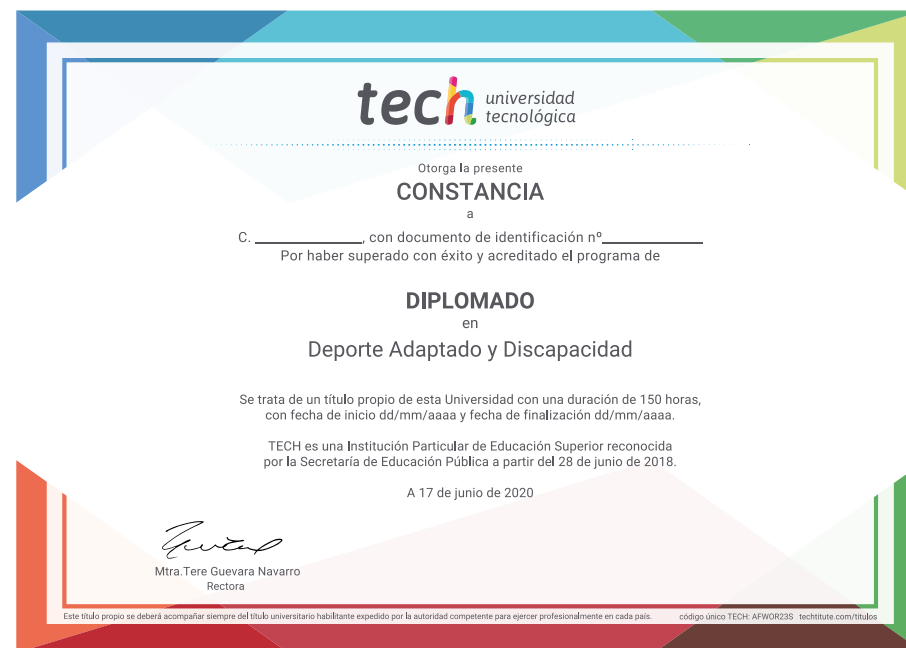 tech universidad
tecnológica
Otorga la presente
CONSTANCIA
a
C. ______________, con documento de identificación nº_____________
Por haber superado con éxito y acreditado el programa de
DIPLOMADO
en
Deporte Adaptado y Discapacidad
Se trata de un título propio de esta Universidad con una duración de 150 horas,
con fecha de inicio dd/mm/aaaa y fecha de finalización dd/mm/aaaa.
TECH es una Institución Particular de Educación Superior reconocida
por la Secretaría de Educación Pública a partir del 28 de junio de 2018.
A 17 de junio de 2020
Mtra.Tere Guevara Navarro
Rectora
Este título propio se deberá acompañar siempre del título universitario habilitante expedido por la autoridad competente para ejercer profesionalmente en cada país. código único TECH: AFWOR23S techtitute.com/titulos